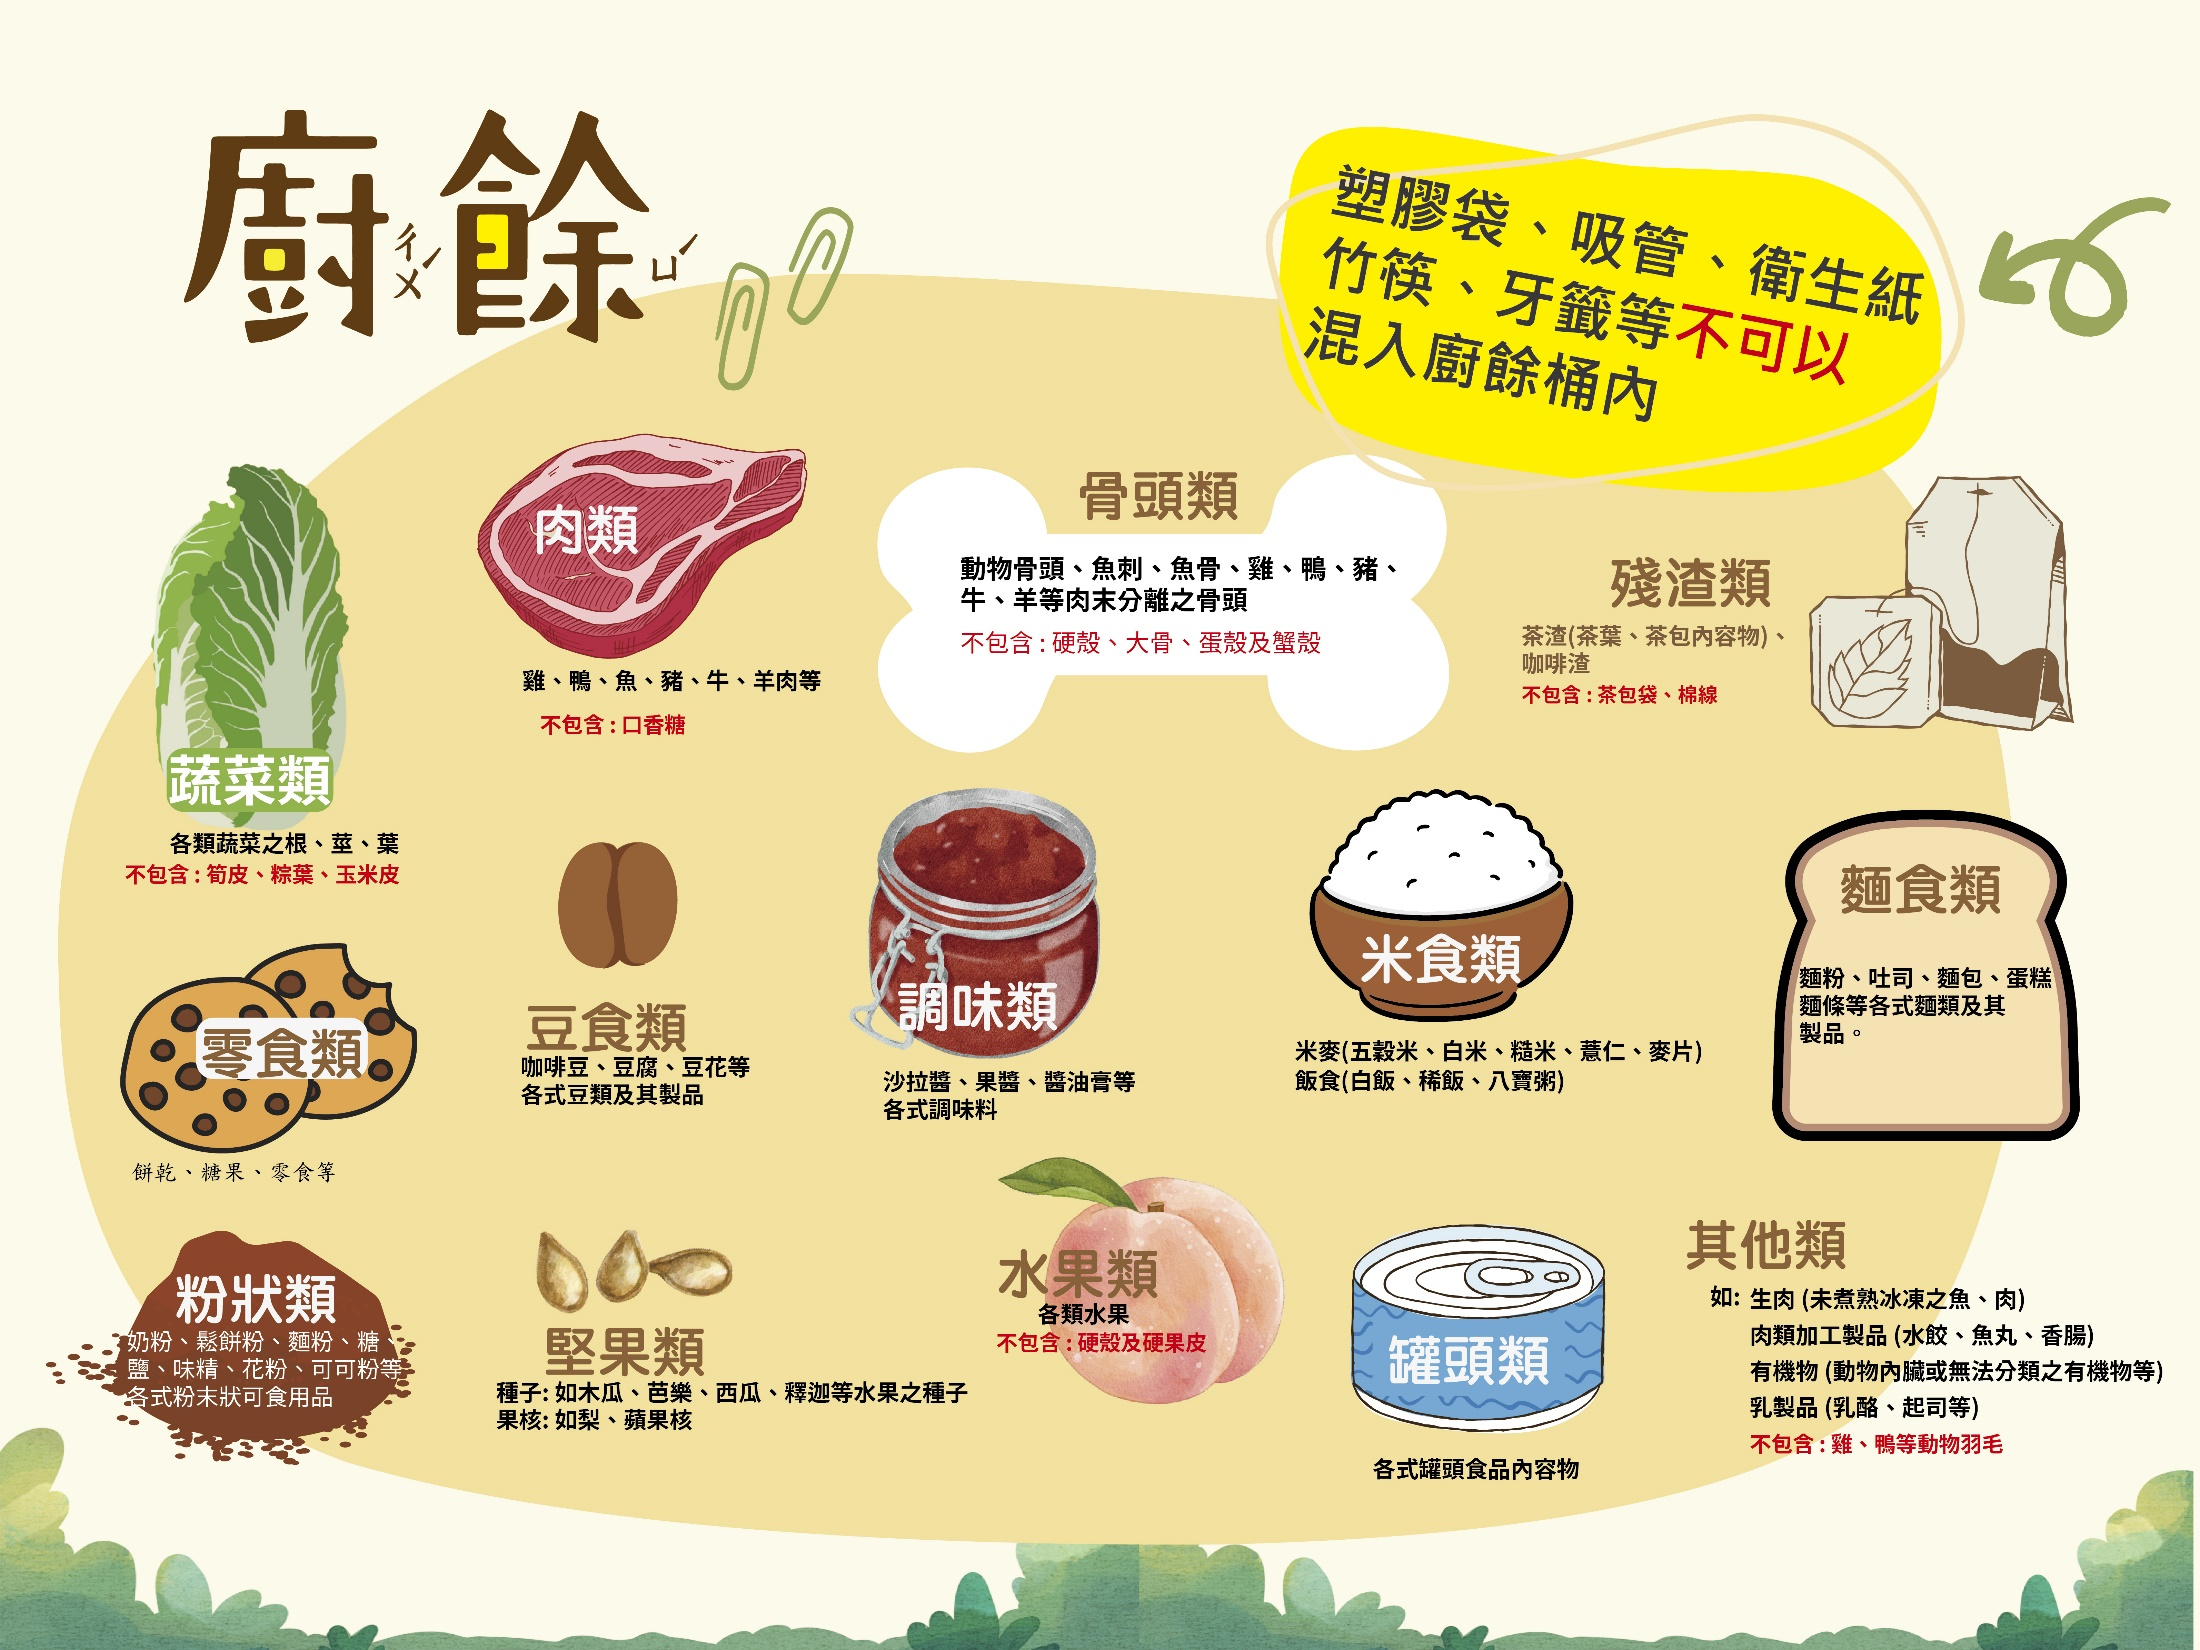 廚ㄔㄨˊ餘ㄩˊ
塑膠袋、吸管、衛生紙
竹筷、牙籤等不可以
混入廚餘桶內
蔬菜類
各類蔬菜之根、莖、葉
不包含:筍皮、粽葉、玉米皮
肉類
雞、鴨、魚、豬、牛、羊肉等
不包含:口香糖
骨頭類
動物骨頭、魚刺、魚骨、雞、鴨、豬、
牛、羊等肉末分離之骨頭
不包含:硬殼、大骨、蛋殼及蟹殼
殘渣類
茶渣(茶葉、茶包內容物)、
咖啡渣
不包含:茶包袋、棉線
零食類
餅乾、糖果、零食等
豆食類
咖啡豆、豆腐、豆花等
各式豆類及其製品
調味類
沙拉醬、果醬、醬油膏等
各式調味料
米食類
米麥(五穀米、白米、糙米、薏仁、麥片)
飯食(白飯、稀飯、八寶粥)
麵食類
麵粉、吐司、麵包、蛋糕
麵條等各式麵類及其
製品。
粉狀類
奶粉、鬆餅粉、麵粉、糖、
鹽、味精、花粉、可可粉等
各式粉末狀可食用品
堅果類
種子: 如木瓜、芭樂、西瓜、釋迦等水果之種子
果核: 如梨、蘋果核
水果類
各類水果
不包含:硬殼及硬果皮
罐頭類
各式罐頭食品內容物
其他類
如: 生肉 (未煮熟冰凍之魚、肉)
肉類加工製品 (水餃、魚丸、香腸)
有機物 (動物內臟或無法分類之有機物等)
乳製品 (乳酪、起司等)
不包含:雞、鴨等動物羽毛